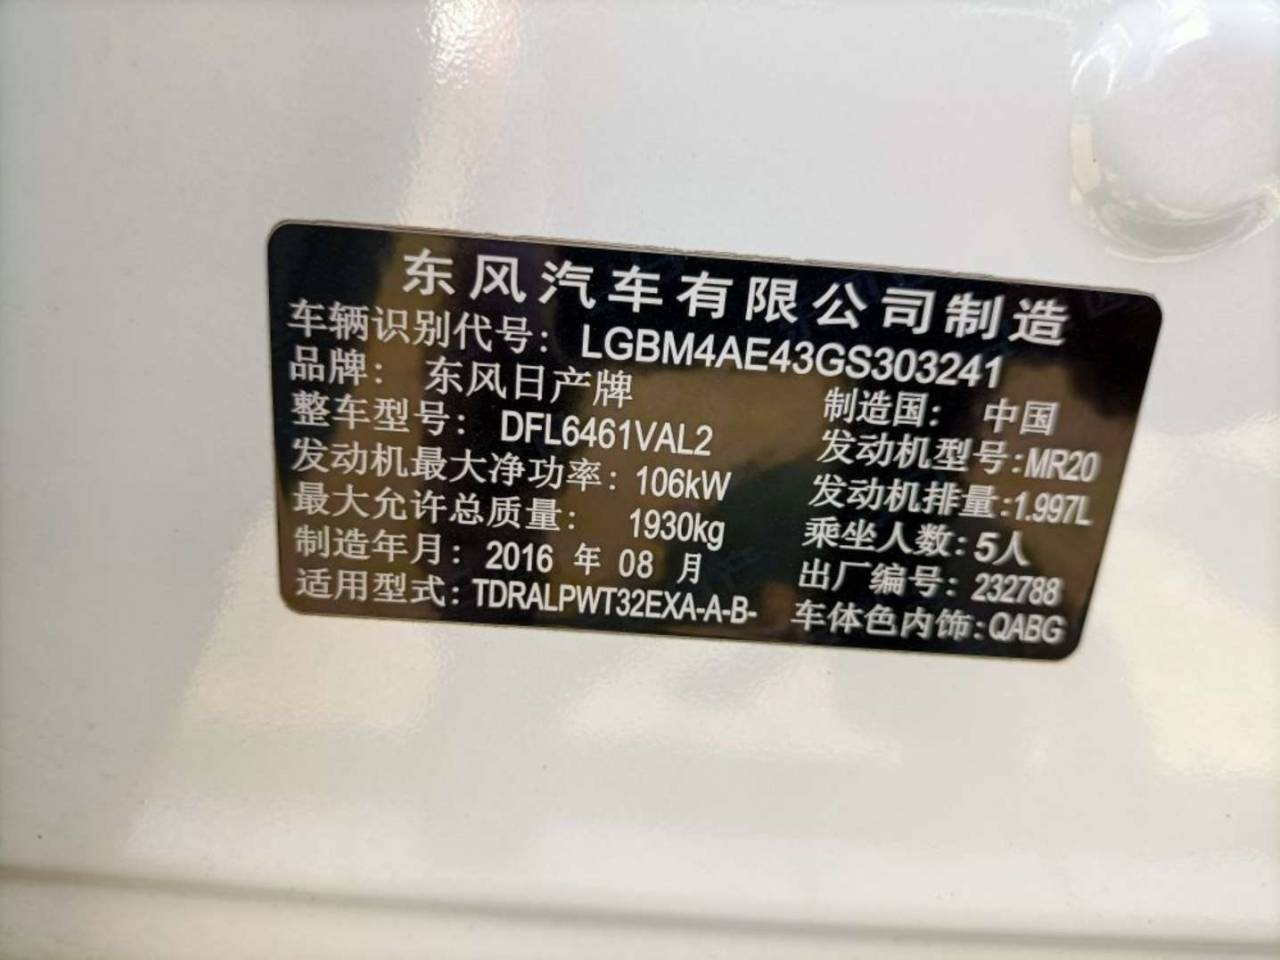 东风汽车有限公司制造
车辆识别代号：LGBM4AE43GS303241
品牌：东风日产牌 制造国：中国
整车型号：DFL6461VAL2 发动机型号：MR20
发动机最大净功率：106kW 发动机排量：1.997L
最大允许总质量：1930kg 乘坐人数：5人
制造年月：2016 年 08 月 出厂编号：232788
适用型式：TDRALPWT32EXA-A-B- 车体色内饰：QABG